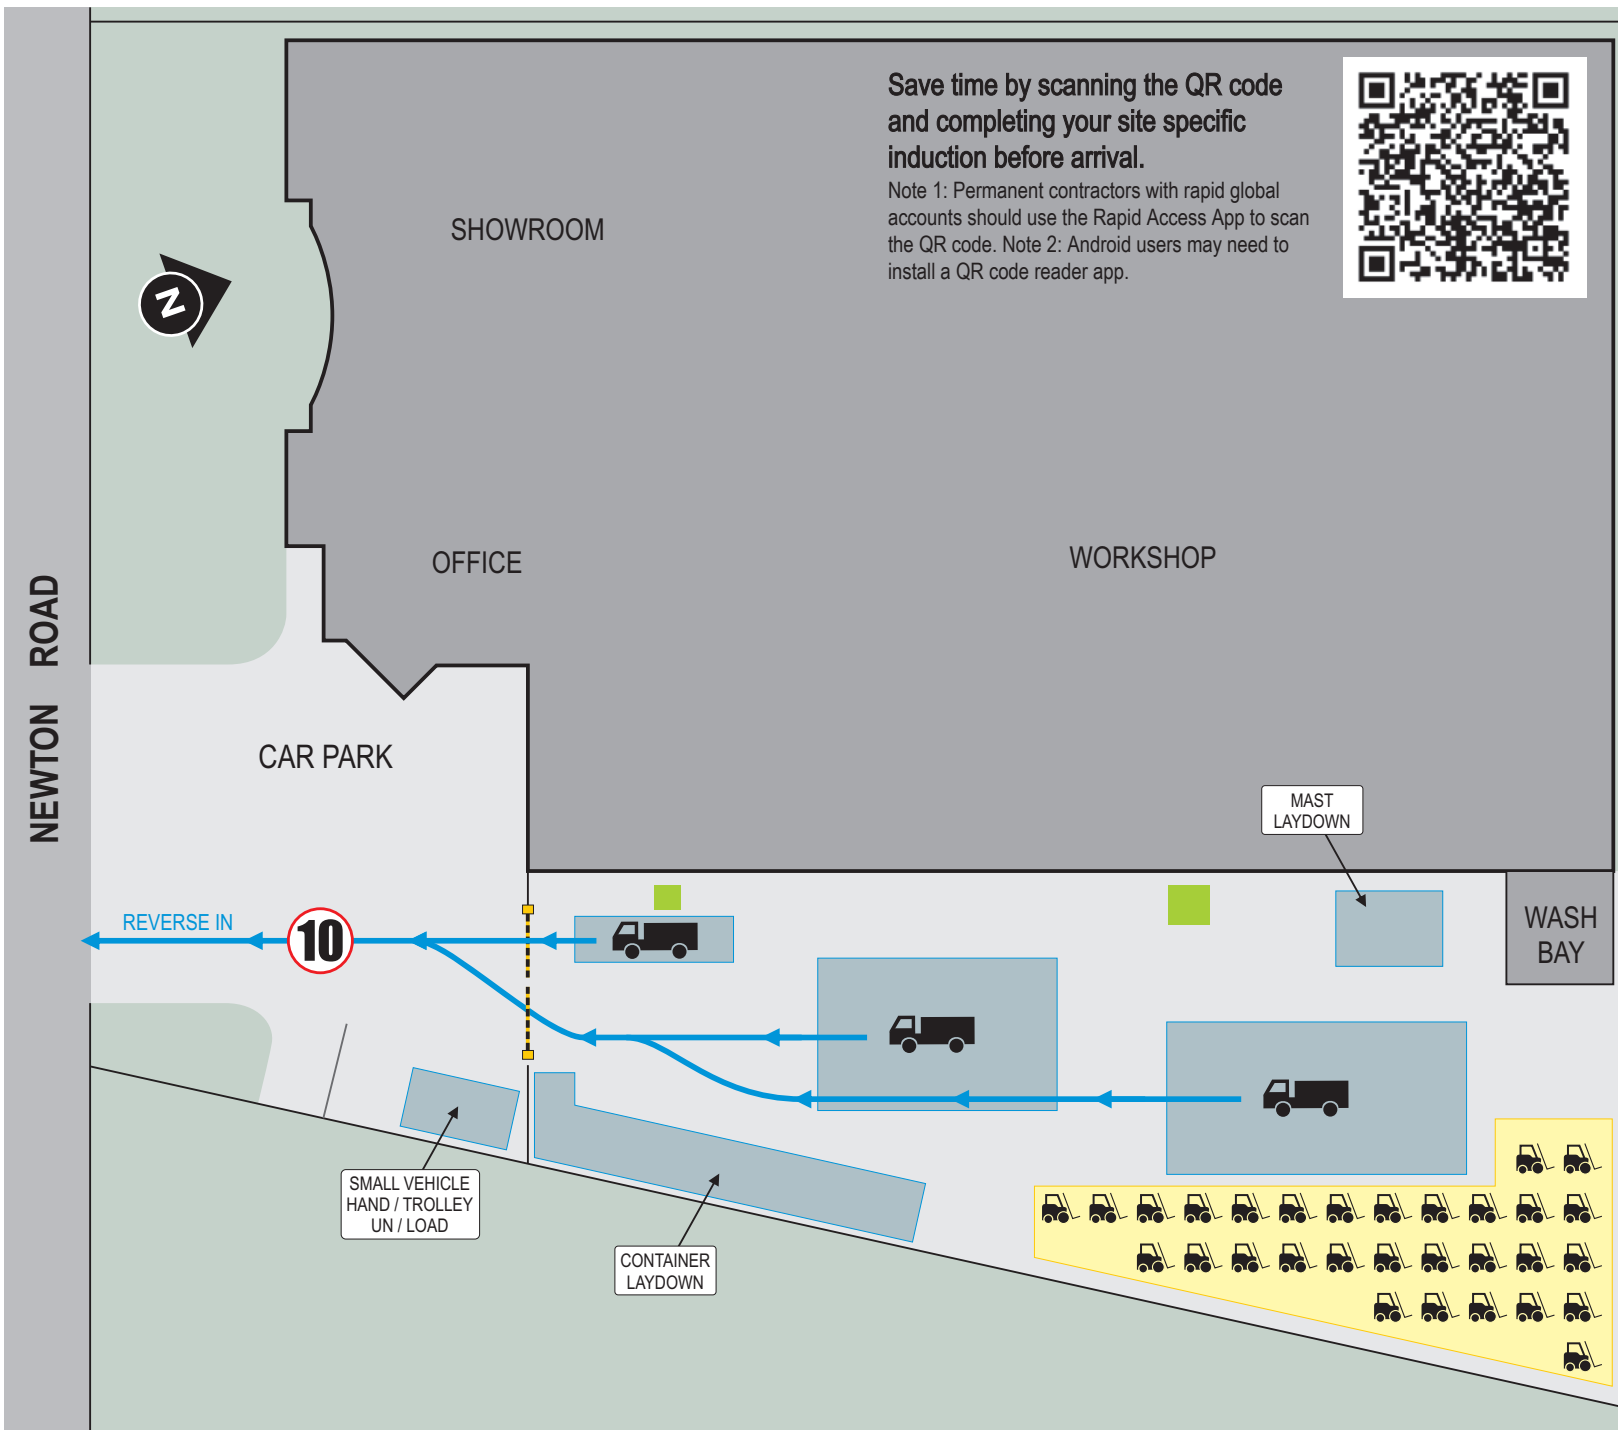 Save time by scanning the QR code
and completing your site specific
induction before arrival.
Note 1: Permanent contractors with rapid global
accounts should use the Rapid Access App to scan
the QR code. Note 2: Android users may need to
install a QR code reader app.
SHOWROOM
N
OFFICE
WORKSHOP
NEWTON ROAD
CAR PARK
MAST
LAYDOWN
REVERSE IN
10
WASH
BAY
SMALL VEHICLE
HAND / TROLLEY
UN / LOAD
CONTAINER
LAYDOWN